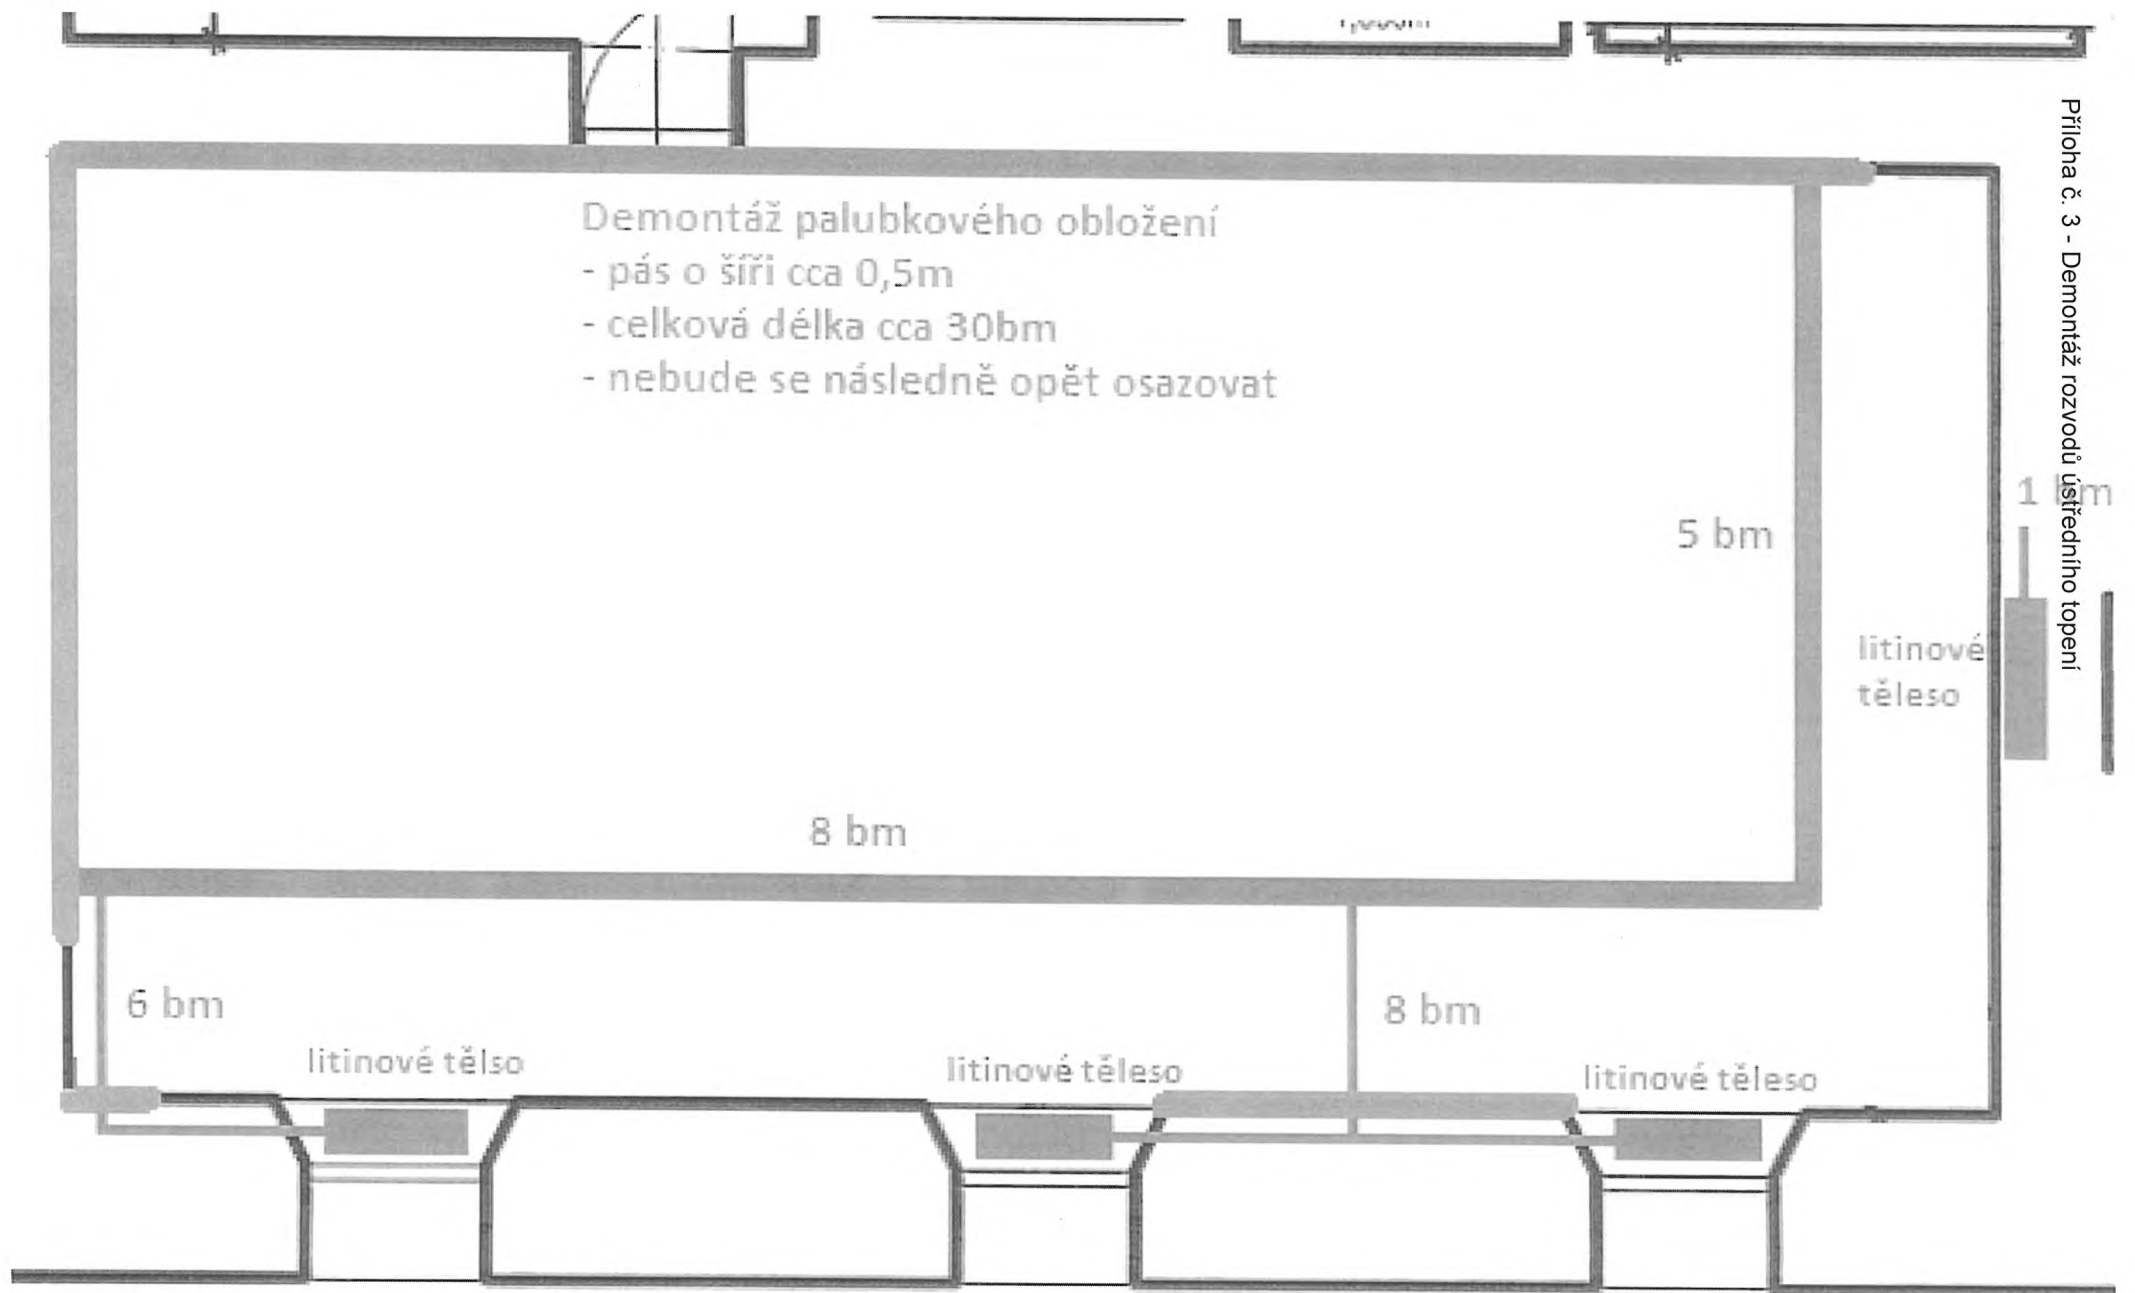 Příloha č. 3 - Demontáž rozvodů ústředního topení
Demontáž palubkového obložení
- pás o šíři cca 0,5m
- celková délka cca 30bm
- nebude se následně opět osazovat
1 bm
5 bm
litinové
těleso
8 bm
6 bm
8 bm
litinové tělso
litinové těleso
litinové těleso